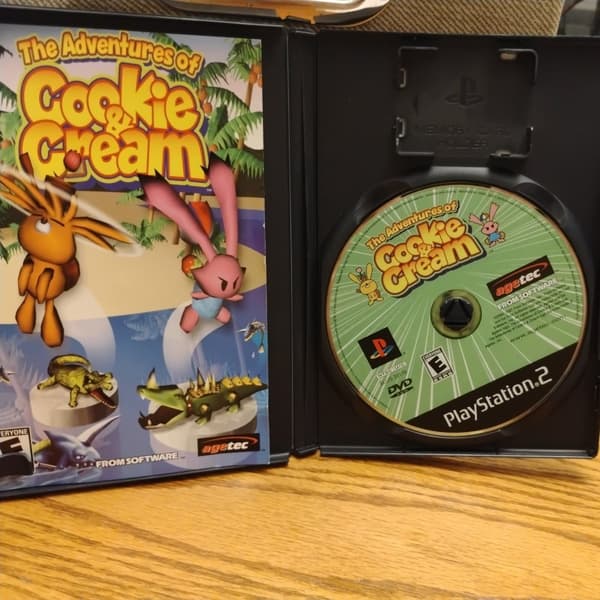 The Adventures of
Cookie
&
Cream
EVERYONE
E
FROM SOFTWARE
agetec
MEMORY CARD
HOLDER
The Adventures of
Cookie
&
Cream
agetec
FROM SOFTWARE
EVERYONE
E
DVD
PlayStation.2